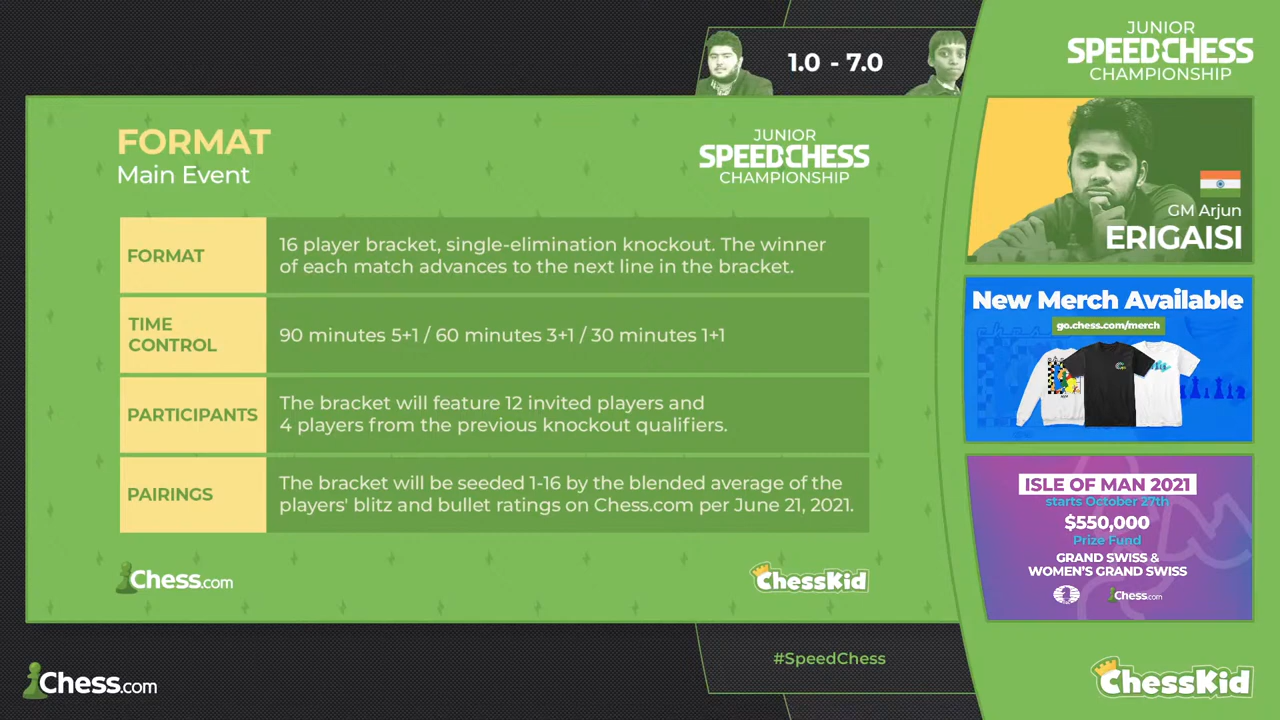 1.0 - 7.0
JUNIOR
SPEEDCHESS
CHAMPIONSHIP
FORMAT
Main Event
JUNIOR
SPEEDCHESS
CHAMPIONSHIP
FORMAT
16 player bracket, single-elimination knockout. The winner
of each match advances to the next line in the bracket.
TIME
CONTROL
90 minutes 5+1 / 60 minutes 3+1 / 30 minutes 1+1
PARTICIPANTS
The bracket will feature 12 invited players and
4 players from the previous knockout qualifiers.
PAIRINGS
The bracket will be seeded 1-16 by the blended average of the
players' blitz and bullet ratings on Chess.com per June 21, 2021.
Chess.com
ChessKid
GM Arjun
ERIGAISI
New Merch Available
go.chess.com/merch
ISLE OF MAN 2021
starts October 27th
$550,000
Prize Fund
GRAND SWISS &
WOMEN'S GRAND SWISS
Chess.com
#SpeedChess
Chess.com
ChessKid